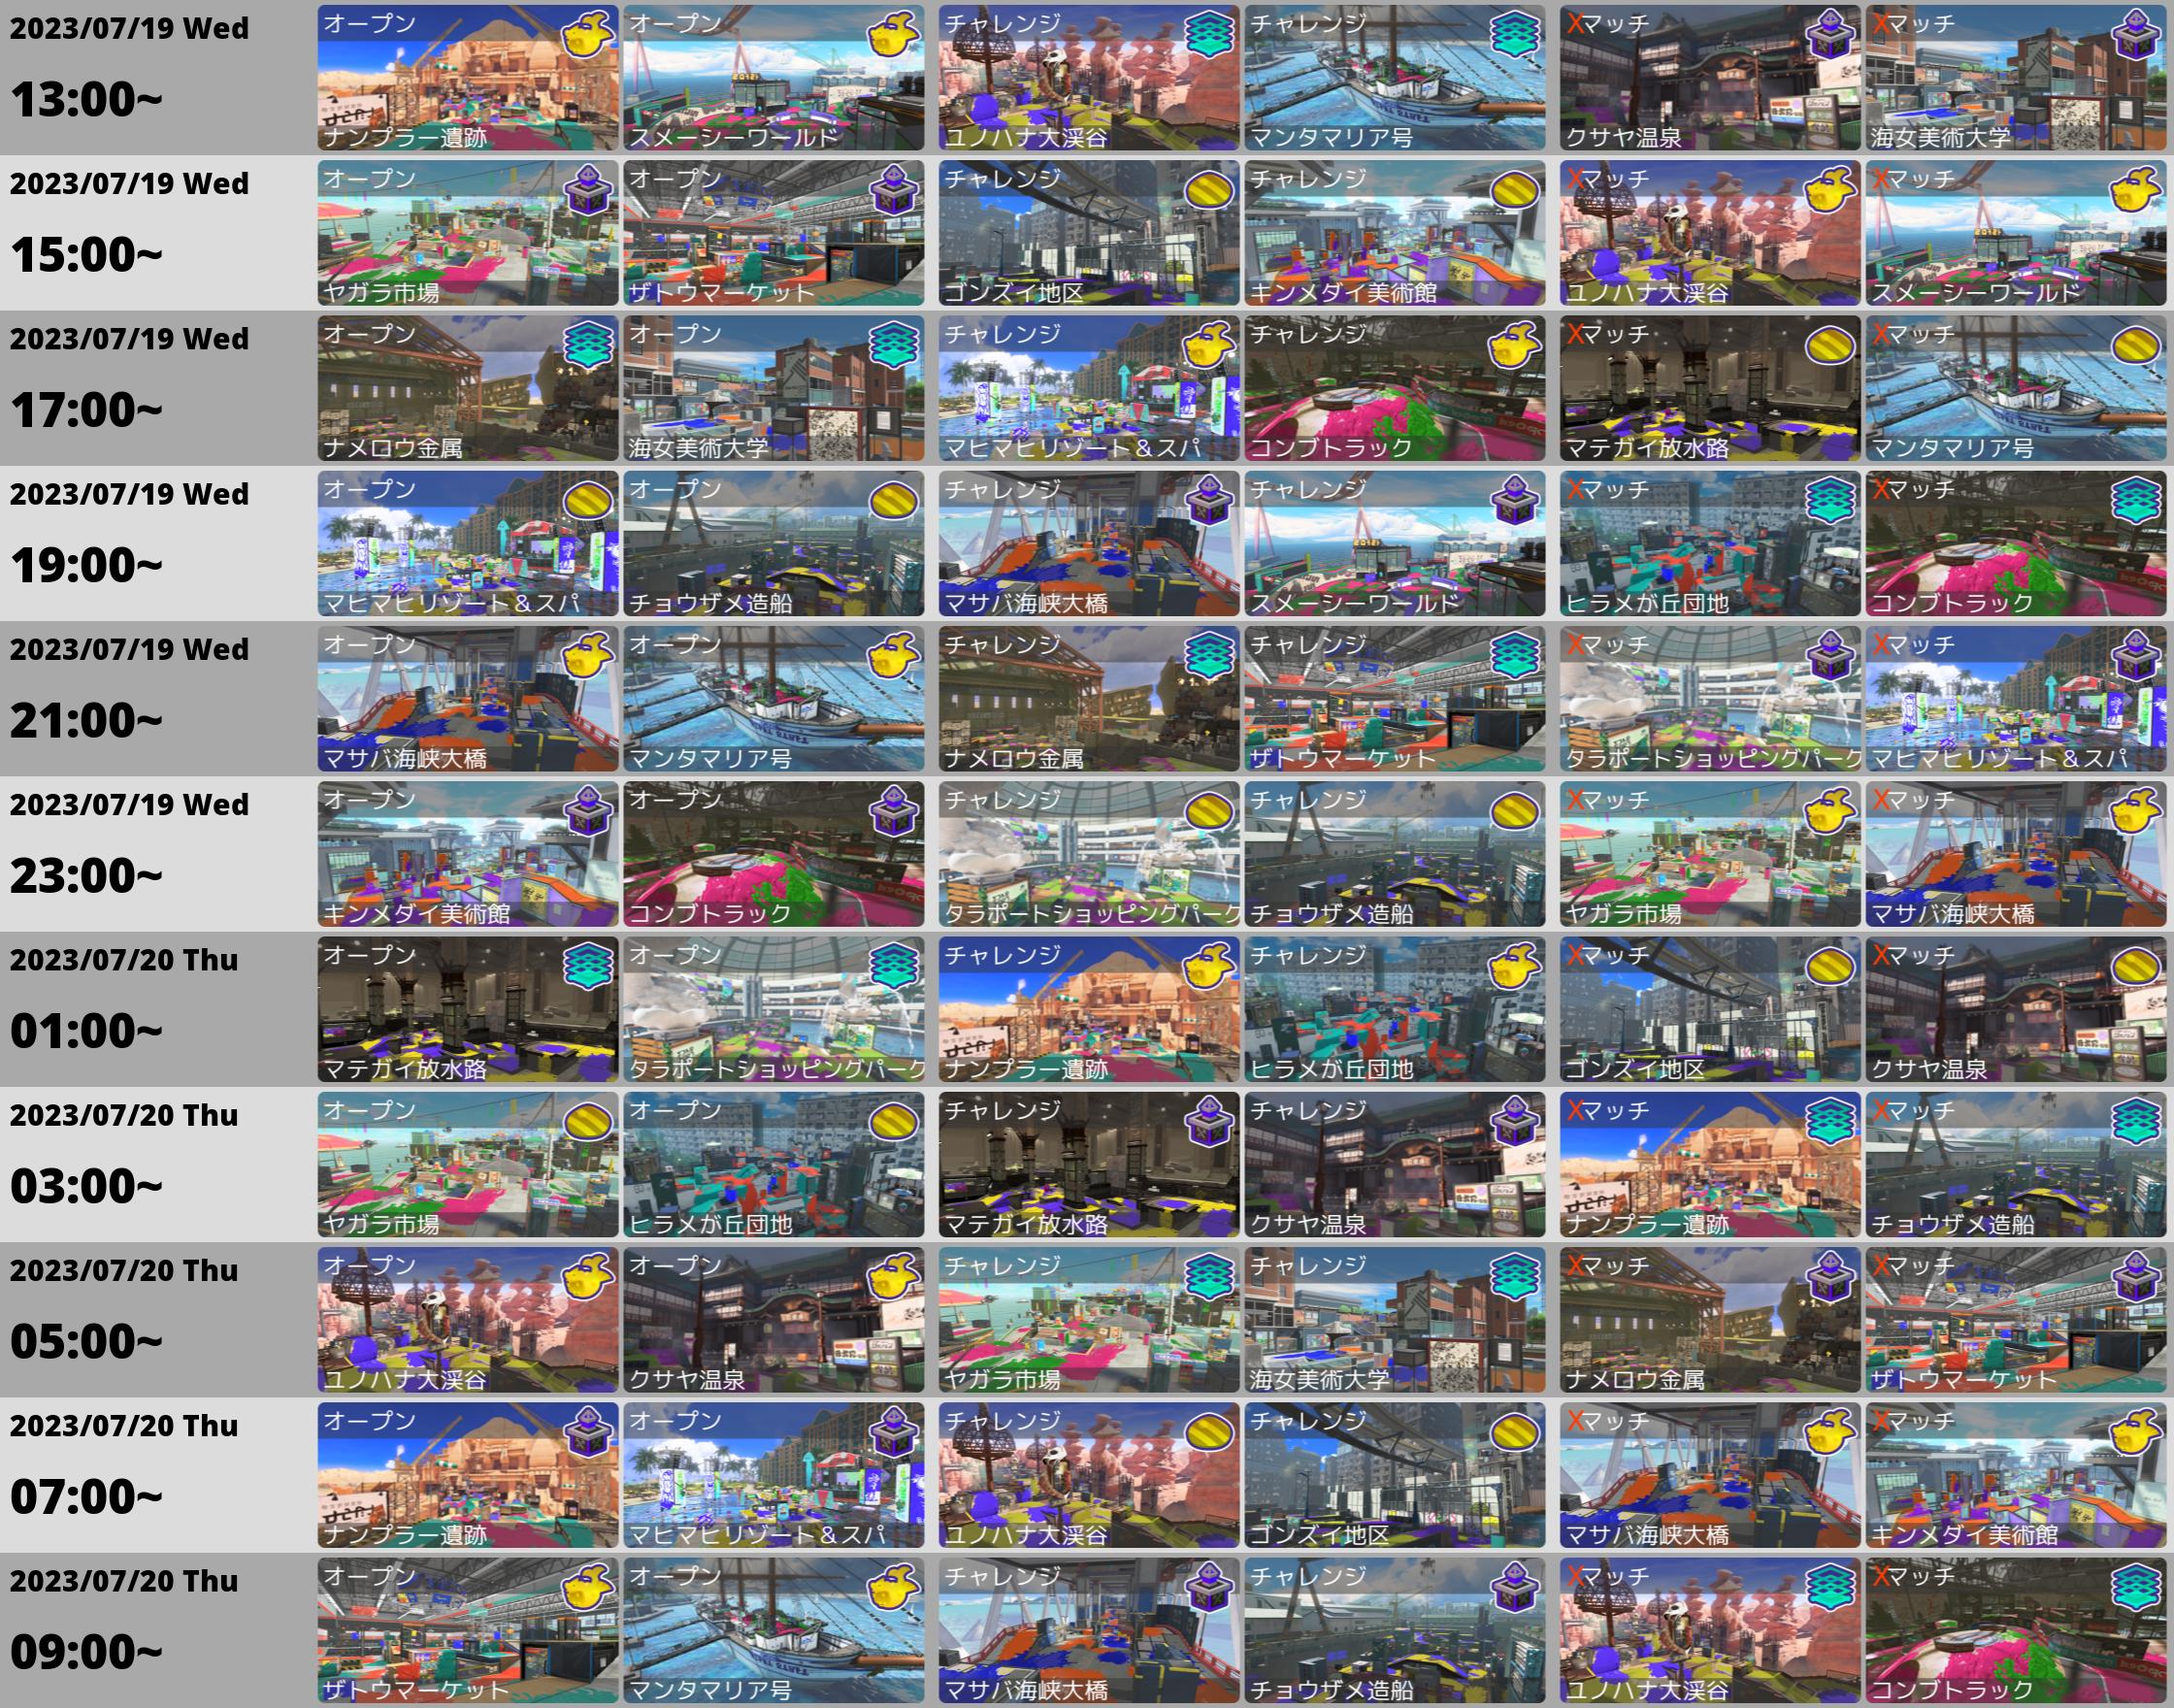 2023/07/19 Wed
13:00~
オープン
ナンプラー遺跡
オープン
スメーシーワールド
チャレンジ
ユノハナ大渓谷
チャレンジ
マンタマリア号
Xマッチ
クサヤ温泉
Xマッチ
海女美術大学
2023/07/19 Wed
15:00~
オープン
ヤガラ市場
オープン
ザトウマーケット
チャレンジ
ゴンズイ地区
チャレンジ
キンメダイ美術館
Xマッチ
ユノハナ大渓谷
Xマッチ
スメーシーワールド
2023/07/19 Wed
17:00~
オープン
ナメロウ金属
オープン
海女美術大学
チャレンジ
マヒマヒリゾート＆スパ
チャレンジ
コンブトラック
Xマッチ
マテガイ放水路
Xマッチ
マンタマリア号
2023/07/19 Wed
19:00~
オープン
マヒマヒリゾート＆スパ
オープン
チョウザメ造船
チャレンジ
マサバ海峡大橋
チャレンジ
スメーシーワールド
Xマッチ
ヒラメが丘団地
Xマッチ
コンブトラック
2023/07/19 Wed
21:00~
オープン
マサバ海峡大橋
オープン
マンタマリア号
チャレンジ
ナメロウ金属
チャレンジ
ザトウマーケット
Xマッチ
タラポートショッピングパーク
Xマッチ
マヒマヒリゾート＆スパ
2023/07/19 Wed
23:00~
オープン
キンメダイ美術館
オープン
コンブトラック
チャレンジ
タラポートショッピングパーク
チャレンジ
チョウザメ造船
Xマッチ
ヤガラ市場
Xマッチ
マサバ海峡大橋
2023/07/20 Thu
01:00~
オープン
マテガイ放水路
オープン
タラポートショッピングパーク
チャレンジ
ナンプラー遺跡
チャレンジ
ヒラメが丘団地
Xマッチ
ゴンズイ地区
Xマッチ
クサヤ温泉
2023/07/20 Thu
03:00~
オープン
ヤガラ市場
オープン
ヒラメが丘団地
チャレンジ
マテガイ放水路
チャレンジ
クサヤ温泉
Xマッチ
ナンプラー遺跡
Xマッチ
チョウザメ造船
2023/07/20 Thu
05:00~
オープン
ユノハナ大渓谷
オープン
クサヤ温泉
チャレンジ
ヤガラ市場
チャレンジ
海女美術大学
Xマッチ
ナメロウ金属
Xマッチ
ザトウマーケット
2023/07/20 Thu
07:00~
オープン
ナンプラー遺跡
オープン
マヒマヒリゾート＆スパ
チャレンジ
ユノハナ大渓谷
チャレンジ
ゴンズイ地区
Xマッチ
マサバ海峡大橋
Xマッチ
キンメダイ美術館
2023/07/20 Thu
09:00~
オープン
ザトウマーケット
オープン
マンタマリア号
チャレンジ
マサバ海峡大橋
チャレンジ
チョウザメ造船
Xマッチ
ユノハナ大渓谷
Xマッチ
コンブトラック